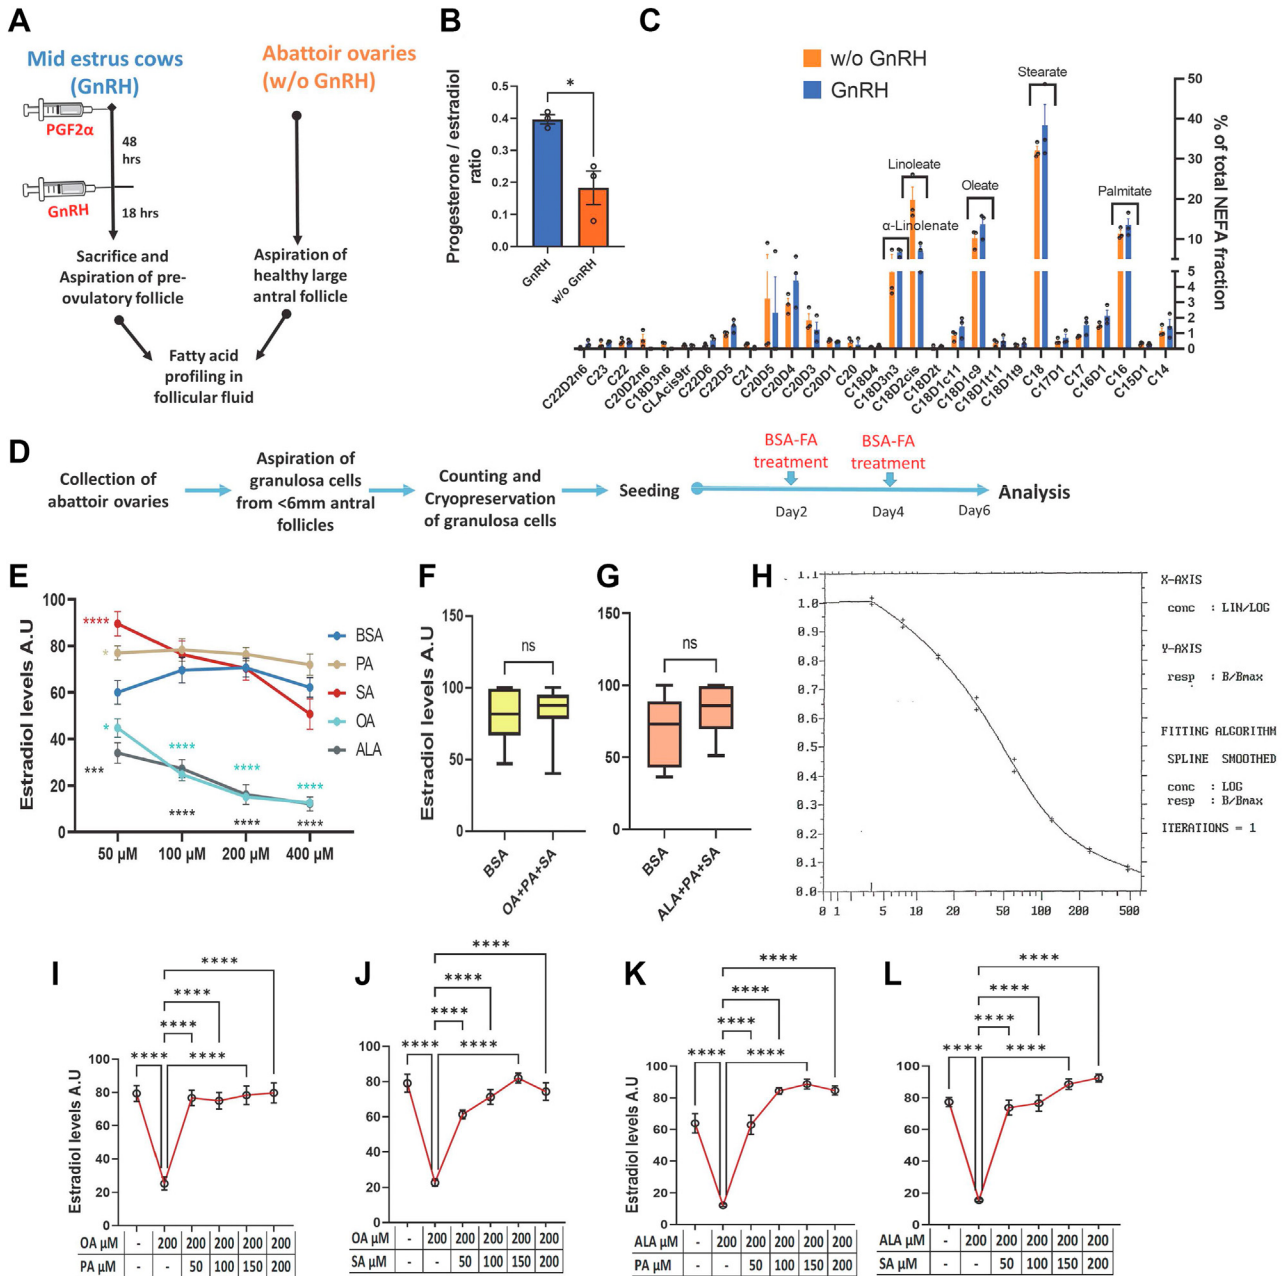 A
Mid estrus cows
(GnRH)
Abattoir ovaries
(w/o GnRH)
PGF2α
48
hrs
GnRH
18 hrs
Sacrifice and
Aspiration of pre-
ovulatory follicle
Aspiration of
healthy large
antral follicle
Fatty acid
profiling in
follicular fluid
B
Progesterone / estradiol
ratio
0.5
0.4
0.3
0.2
0.1
0.0
*
GnRH
w/o GnRH
C
w/o GnRH
GnRH
Stearate
Linoleate
Oleate
α-Linolenate
Palmitate
50
40
30
20
10
5
4
3
2
1
0
% of total NEFA fraction
C22D2n6
C23
C22
C20D2n6
C18D3n6
CLAcis9tr
C22D6
C22D5
C21
C20D5
C20D4
C20D3
C20D1
C20
C18D4
C18D3n3
C18D2cis
C18D2t
C18D1c11
C18D1c9
C18D1t11
C18D1t9
C18
C17D1
C17
C16D1
C16
C15D1
C14
D
Collection of
abattoir ovaries
Aspiration of
granulosa cells
from <6mm antral
follicles
Counting and
Cryopreservation
of granulosa cells
Seeding
BSA-FA
treatment
BSA-FA
treatment
Day2
Day4
Day6
Analysis
E
Estradiol levels A.U
100
80
60
40
20
0
****
*
*
***
****
****
****
****
****
****
50 µM
100 µM
200 µM
400 µM
BSA
PA
SA
OA
ALA
F
Estradiol levels A.U
150
100
50
0
ns
BSA
OA+PA+SA
G
150
100
50
0
ns
BSA
ALA+PA+SA
H
1.1
1.0
0.9
0.8
0.7
0.6
0.5
0.4
0.3
0.2
0.1
0.0
0 1 5 10 20 50 100 200 500
X-AXIS
conc : LIN/LOG
Y-AXIS
resp : B/Bmax
FITTING ALGORITHM
SPLINE SMOOTHED
conc : LOG
resp : B/Bmax
ITERATIONS = 1
I
Estradiol levels A.U
100
80
60
40
20
0
****
****
****
**** ****
OA µM - 200 200 200 200 200
PA µM - 50 100 150 200
J
100
80
60
40
20
0
****
****
****
**** ****
OA µM - 200 200 200 200 200
SA µM - 50 100 150 200
K
Estradiol levels A.U
100
80
60
40
20
0
****
****
****
**** ****
ALA µM - 200 200 200 200 200
PA µM - 50 100 150 200
L
100
80
60
40
20
0
****
****
****
**** ****
ALA µM - 200 200 200 200 200
SA µM - 50 100 150 200